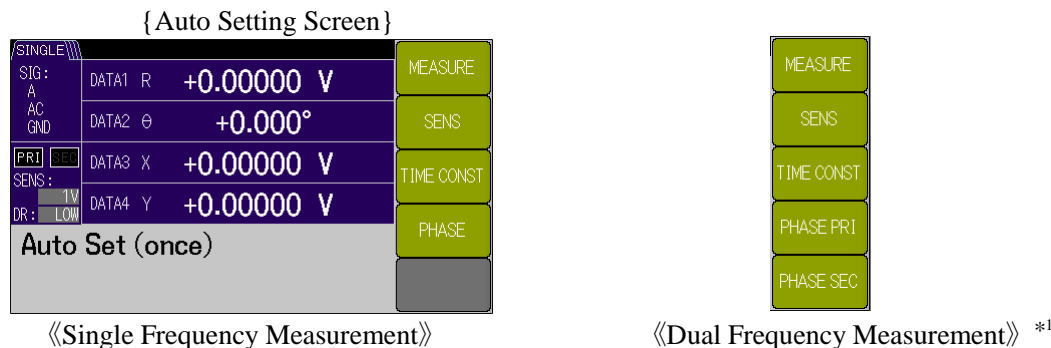 {Auto Setting Screen}
SINGLE
SIG:
A
AC
GND
PRI SEC
SENS:
1V
DR: LOW
DATA1 R +0.00000 V
DATA2 θ +0.000°
DATA3 X +0.00000 V
DATA4 Y +0.00000 V
Auto Set (once)
MEASURE
SENS
TIME CONST
PHASE
《Single Frequency Measurement》
MEASURE
SENS
TIME CONST
PHASE PRI
PHASE SEC
《Dual Frequency Measurement》 *1